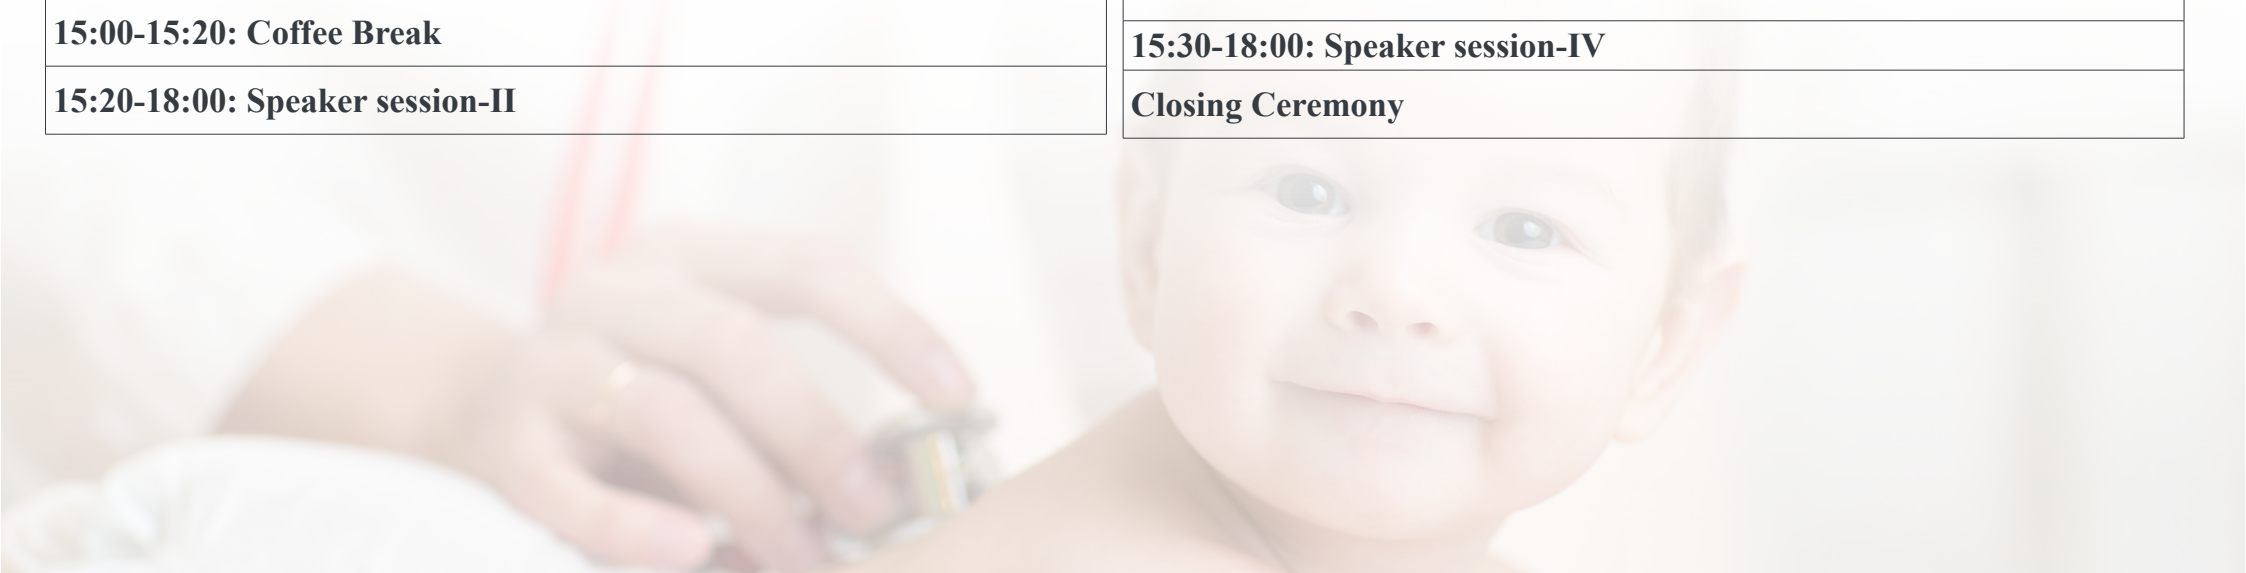 15:00-15:20: Coffee Break
15:20-18:00: Speaker session-II
15:30-18:00: Speaker session-IV
Closing Ceremony